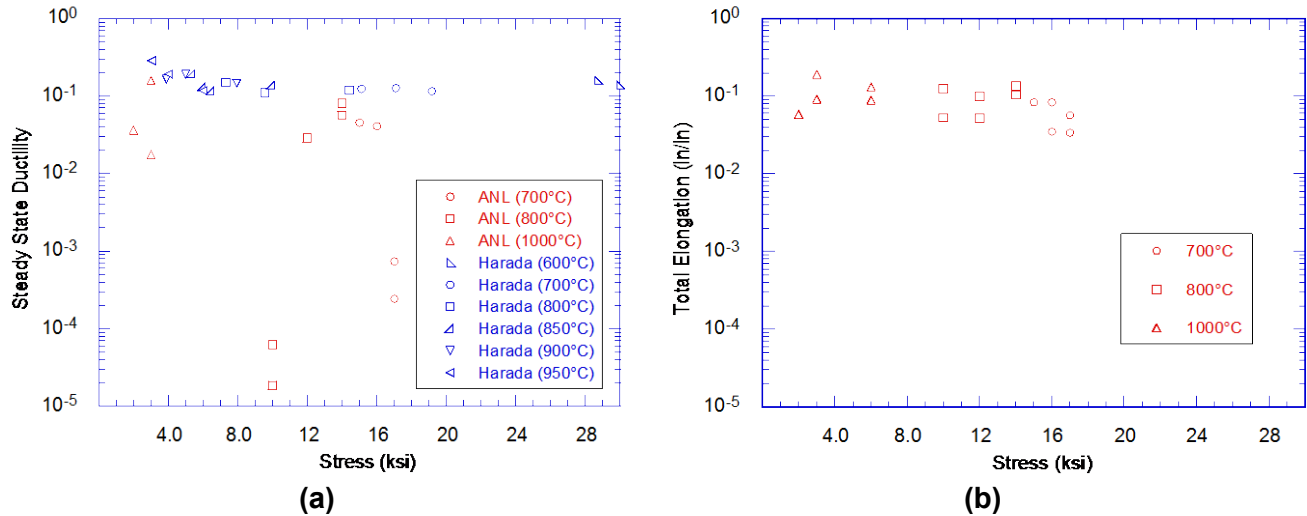 10^0
10^-1
10^-2
10^-3
10^-4
10^-5
Steady State Ductility
ANL (700°C)
ANL (800°C)
ANL (1000°C)
Harada (600°C)
Harada (700°C)
Harada (800°C)
Harada (850°C)
Harada (900°C)
Harada (950°C)
4.0 8.0 12 16 20 24 28
Stress (ksi)
(a)
10^0
10^-1
10^-2
10^-3
10^-4
10^-5
Total Elongation (In/In)
700°C
800°C
1000°C
4.0 8.0 12 16 20 24 28
Stress (ksi)
(b)